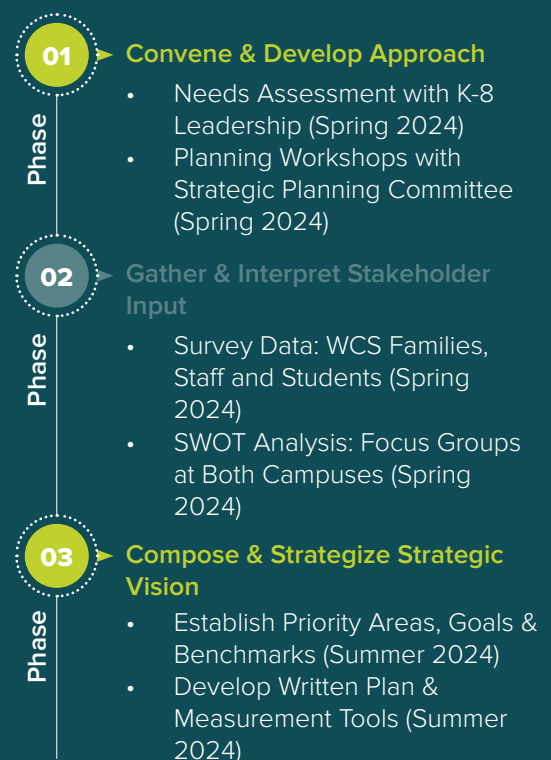 01
Convene & Develop Approach
Phase
• Needs Assessment with K-8
Leadership (Spring 2024)
• Planning Workshops with
Strategic Planning Committee
(Spring 2024)
02
Gather & Interpret Stakeholder
Input
Phase
• Survey Data: WCS Families,
Staff and Students (Spring
2024)
• SWOT Analysis: Focus Groups
at Both Campuses (Spring
2024)
03
Compose & Strategize Strategic
Vision
Phase
• Establish Priority Areas, Goals &
Benchmarks (Summer 2024)
• Develop Written Plan &
Measurement Tools (Summer
2024)